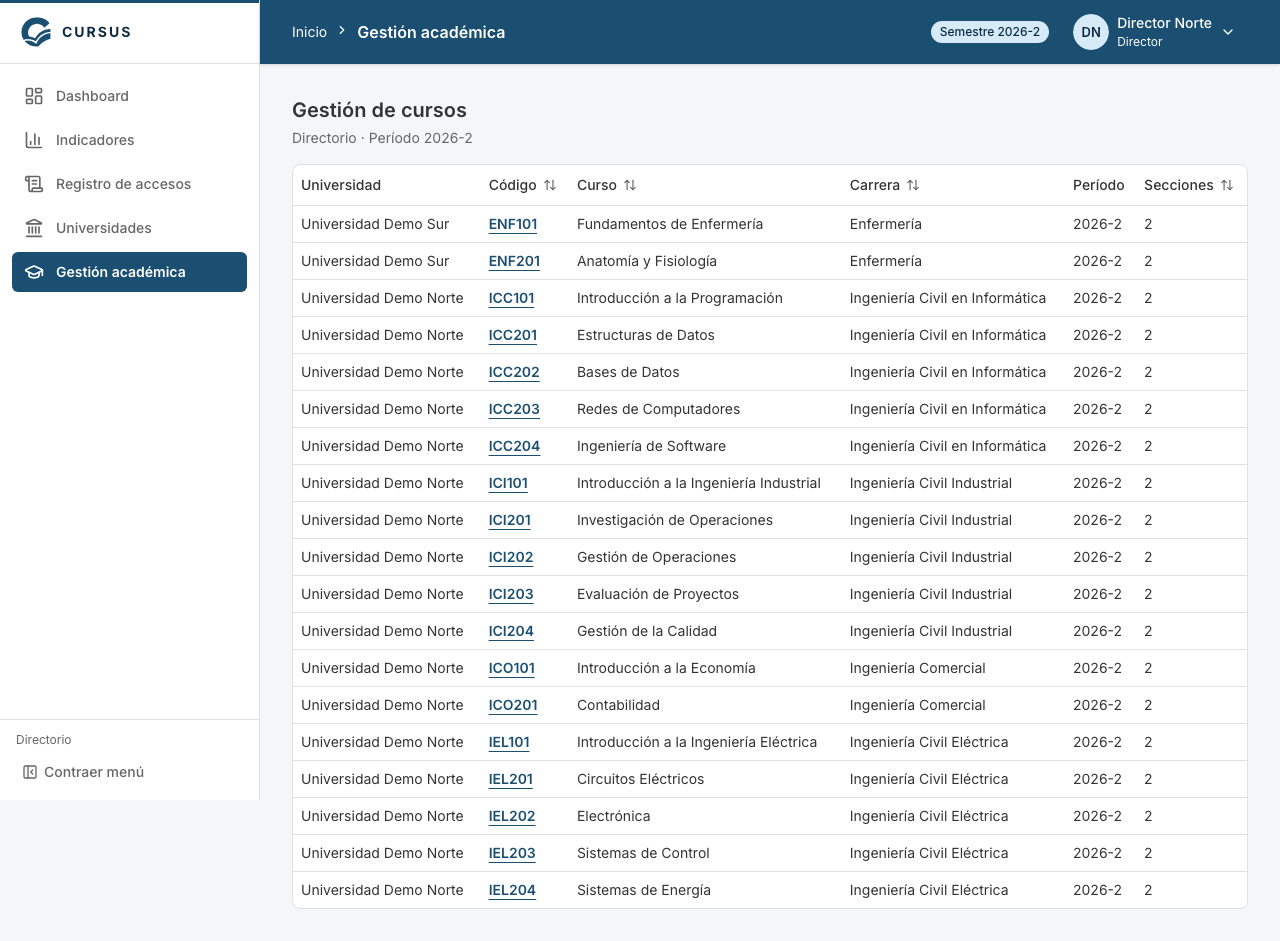 CURSUS
Inicio > Gestión académica
Semestre 2026-2
DN
Director Norte
Director
Dashboard
Indicadores
Registro de accesos
Universidades
Gestión académica
Directorio
Contraer menú
Gestión de cursos
Directorio · Período 2026-2
Universidad Código Curso Carrera Período Secciones
Universidad Demo Sur ENF101 Fundamentos de Enfermería Enfermería 2026-2 2
Universidad Demo Sur ENF201 Anatomía y Fisiología Enfermería 2026-2 2
Universidad Demo Norte ICC101 Introducción a la Programación Ingeniería Civil en Informática 2026-2 2
Universidad Demo Norte ICC201 Estructuras de Datos Ingeniería Civil en Informática 2026-2 2
Universidad Demo Norte ICC202 Bases de Datos Ingeniería Civil en Informática 2026-2 2
Universidad Demo Norte ICC203 Redes de Computadores Ingeniería Civil en Informática 2026-2 2
Universidad Demo Norte ICC204 Ingeniería de Software Ingeniería Civil en Informática 2026-2 2
Universidad Demo Norte ICI101 Introducción a la Ingeniería Industrial Ingeniería Civil Industrial 2026-2 2
Universidad Demo Norte ICI201 Investigación de Operaciones Ingeniería Civil Industrial 2026-2 2
Universidad Demo Norte ICI202 Gestión de Operaciones Ingeniería Civil Industrial 2026-2 2
Universidad Demo Norte ICI203 Evaluación de Proyectos Ingeniería Civil Industrial 2026-2 2
Universidad Demo Norte ICI204 Gestión de la Calidad Ingeniería Civil Industrial 2026-2 2
Universidad Demo Norte ICO101 Introducción a la Economía Ingeniería Comercial 2026-2 2
Universidad Demo Norte ICO201 Contabilidad Ingeniería Comercial 2026-2 2
Universidad Demo Norte IEL101 Introducción a la Ingeniería Eléctrica Ingeniería Civil Eléctrica 2026-2 2
Universidad Demo Norte IEL201 Circuitos Eléctricos Ingeniería Civil Eléctrica 2026-2 2
Universidad Demo Norte IEL202 Electrónica Ingeniería Civil Eléctrica 2026-2 2
Universidad Demo Norte IEL203 Sistemas de Control Ingeniería Civil Eléctrica 2026-2 2
Universidad Demo Norte IEL204 Sistemas de Energía Ingeniería Civil Eléctrica 2026-2 2